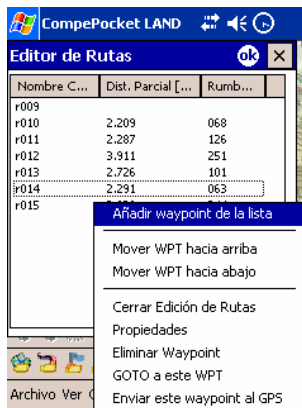 CompePocket LAND
Editor de Rutas ok
Nombre C... Dist. Parcial [... Rumb...
r009
r010 2.209 068
r011 2.287 126
r012 3.911 251
r013 2.726 101
r014 2.291 063
r015
Añadir waypoint de la lista
Mover WPT hacia arriba
Mover WPT hacia abajo
Cerrar Edición de Rutas
Propiedades
Eliminar Waypoint
GOTO a este WPT
Archivo Ver
Enviar este waypoint al GPS